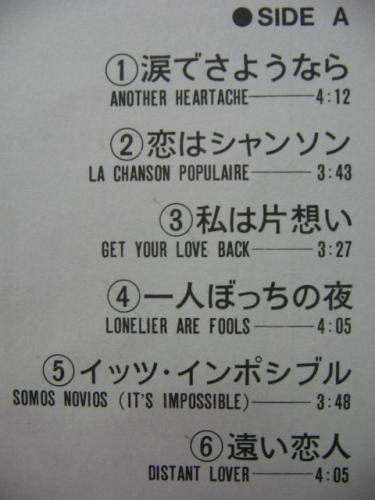 ●SIDE A
①涙でさようなら
ANOTHER HEARTACHE——4:12
②恋はシャンソン
LA CHANSON POPULAIRE——3:43
③私は片想い
GET YOUR LOVE BACK——3:27
④一人ぼっちの夜
LONELIER ARE FOOLS——4:05
⑤イッツ・インポシブル
SOMOS NOVIOS (IT'S IMPOSSIBLE)——3:48
⑥遠い恋人
DISTANT LOVER——4:05